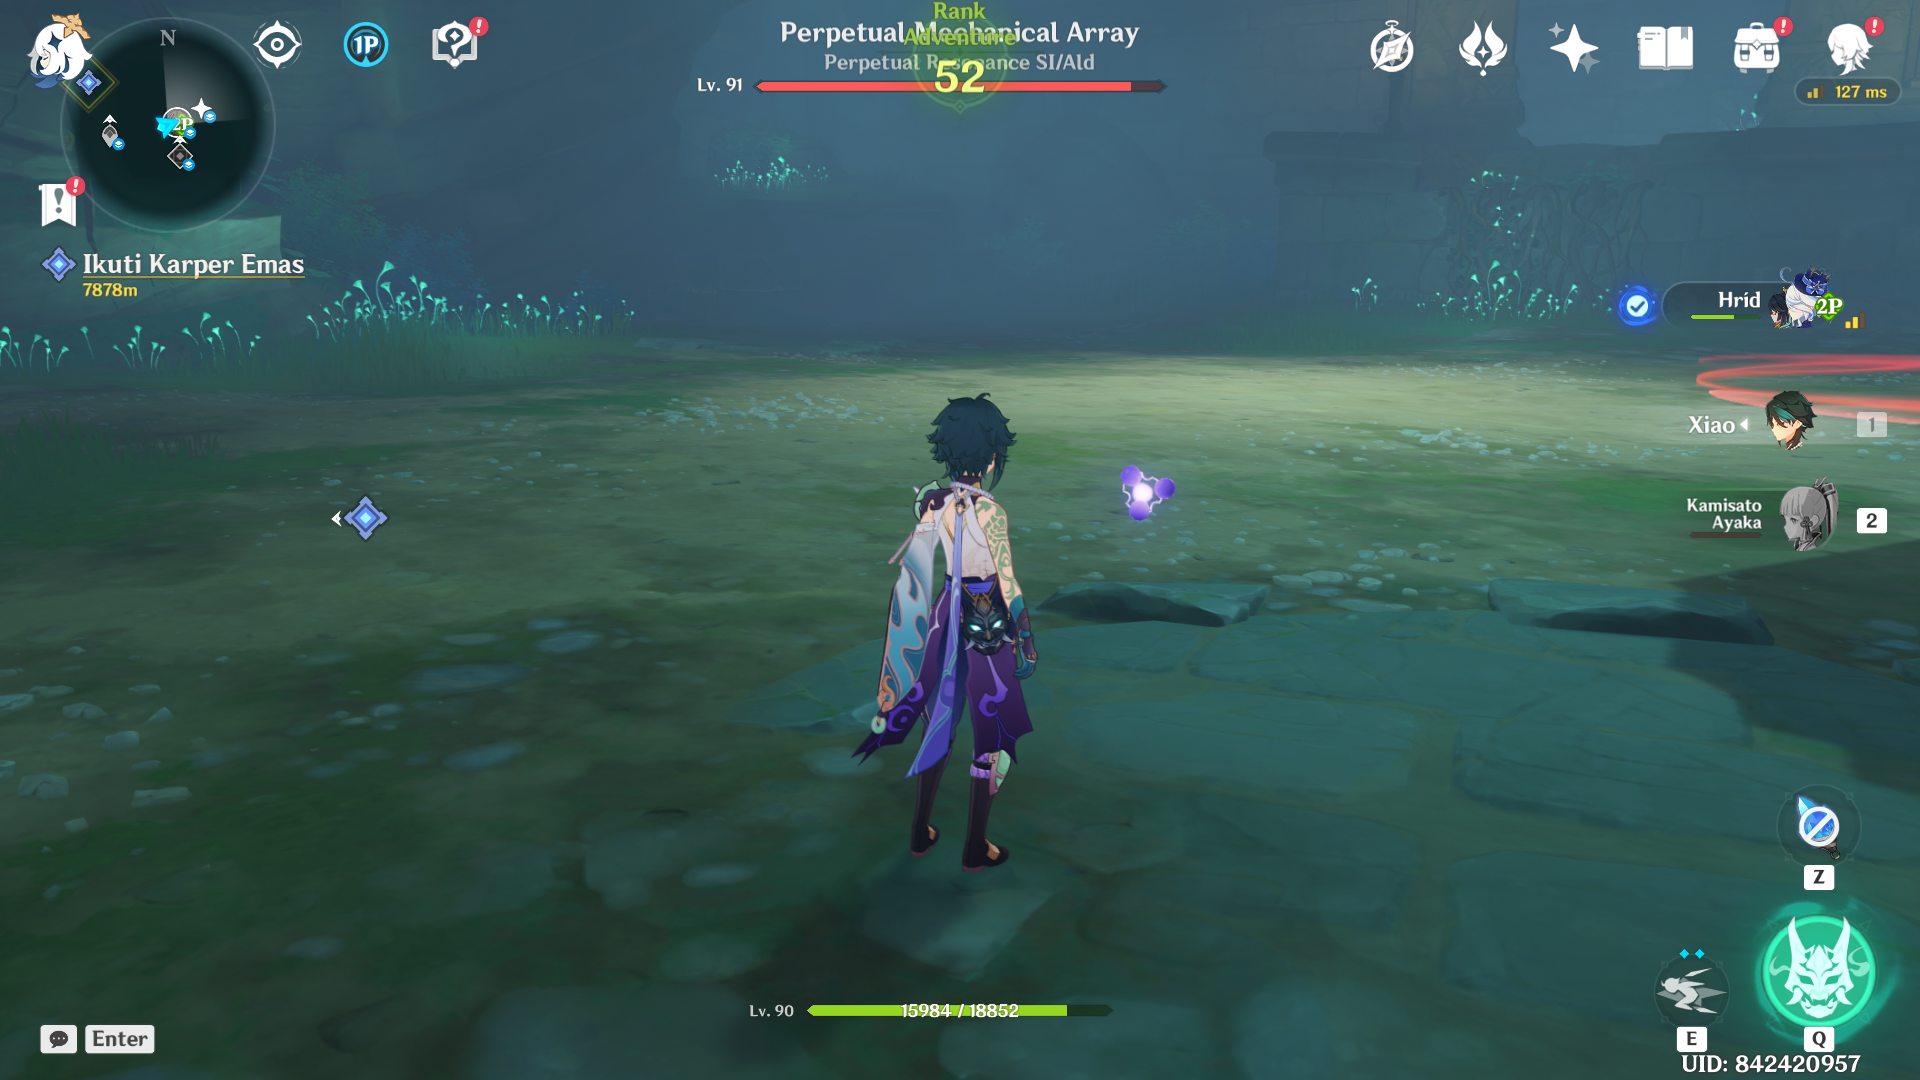 N
1P
2P
Ikuti Karper Emas
7878m
Rank
Adventure
52
Perpetual Mechanical Array
Perpetual Resonance SI/Ald
Lv. 91
127 ms
Hríd
2P
Xiao
1
Kamisato
Ayaka
2
Z
E
Q
Lv. 90
15984 / 18852
Enter
UID: 842420957